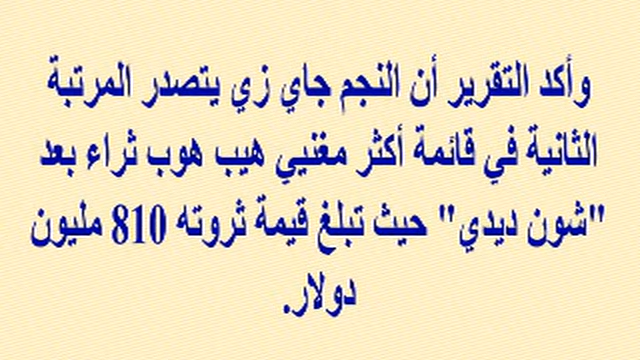 وأكد التقرير أن النجم جاي زي يتصدر المرتبة
الثانية في قائمة أكثر مغنيي هيب هوب ثراء بعد
"شون ديدي" حيث تبلغ قيمة ثروته 810 مليون
دولار.